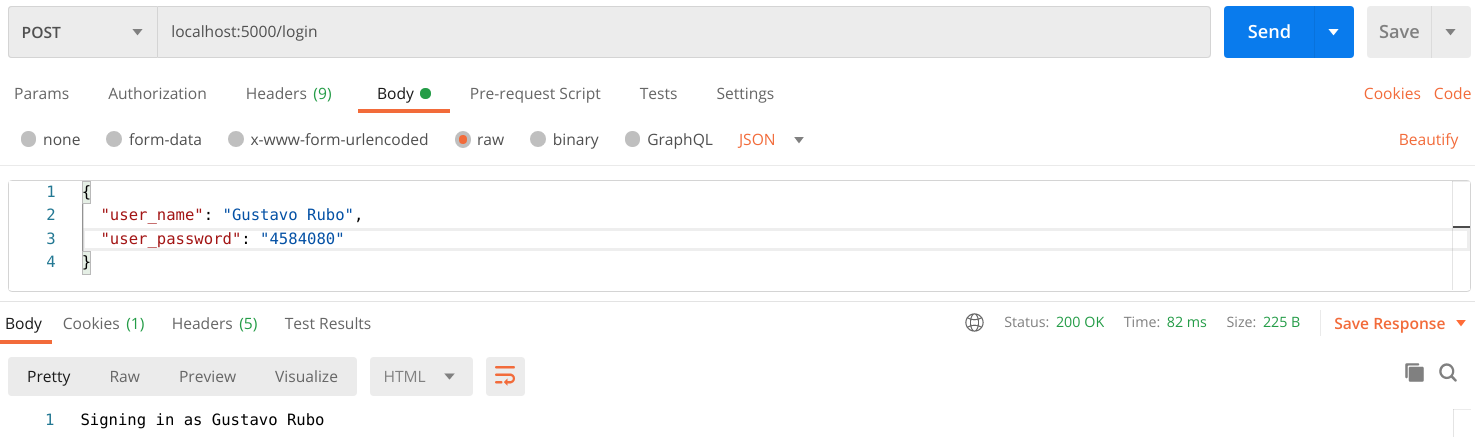 POST localhost:5000/login Send Save
Params Authorization Headers (9) Body Pre-request Script Tests Settings Cookies Code
none form-data x-www-form-urlencoded raw binary GraphQL JSON Beautify
1 {
2 "user_name": "Gustavo Rubo",
3 "user_password": "4584080"
4 }
Body Cookies (1) Headers (5) Test Results Status: 200 OK Time: 82 ms Size: 225 B Save Response
Pretty Raw Preview Visualize HTML
1 Signing in as Gustavo Rubo